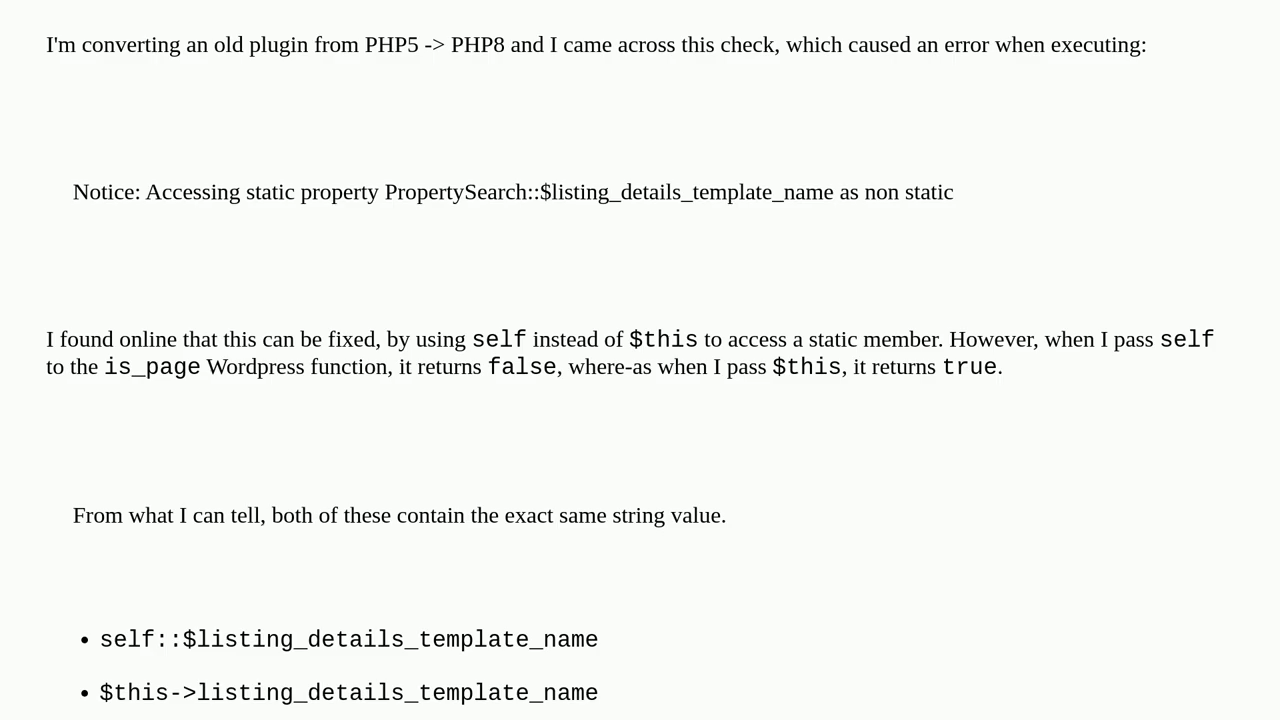 I'm converting an old plugin from PHP5 -> PHP8 and I came across this check, which caused an error when executing:
Notice: Accessing static property PropertySearch::$listing_details_template_name as non static
I found online that this can be fixed, by using self instead of $this to access a static member. However, when I pass self
to the is_page Wordpress function, it returns false, where-as when I pass $this, it returns true.
From what I can tell, both of these contain the exact same string value.
• self::$listing_details_template_name
• $this->listing_details_template_name